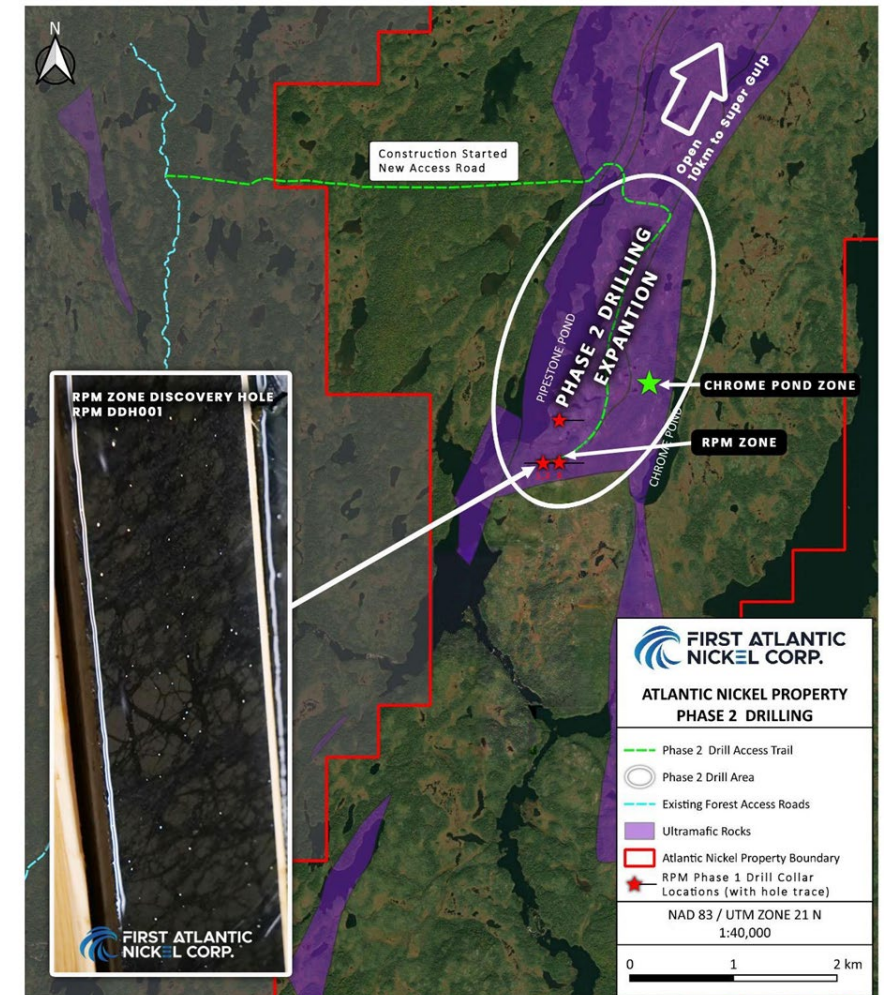 N
Construction Started
New Access Road
Open
10km to Super Gulp
PHASE 2 DRILLING
EXPANTION
PIPESTONE POND
CHROME POND ZONE
RPM ZONE
CHROME POND
RPM ZONE DISCOVERY HOLE
RPM DDH001
FIRST ATLANTIC
NICKEL CORP.
FIRST ATLANTIC
NICKEL CORP.
ATLANTIC NICKEL PROPERTY
PHASE 2 DRILLING
Phase 2 Drill Access Trail
Phase 2 Drill Area
Existing Forest Access Roads
Ultramafic Rocks
Atlantic Nickel Property Boundary
RPM Phase 1 Drill Collar
Locations (with hole trace)
NAD 83 / UTM ZONE 21 N
1:40,000
0 1 2 km